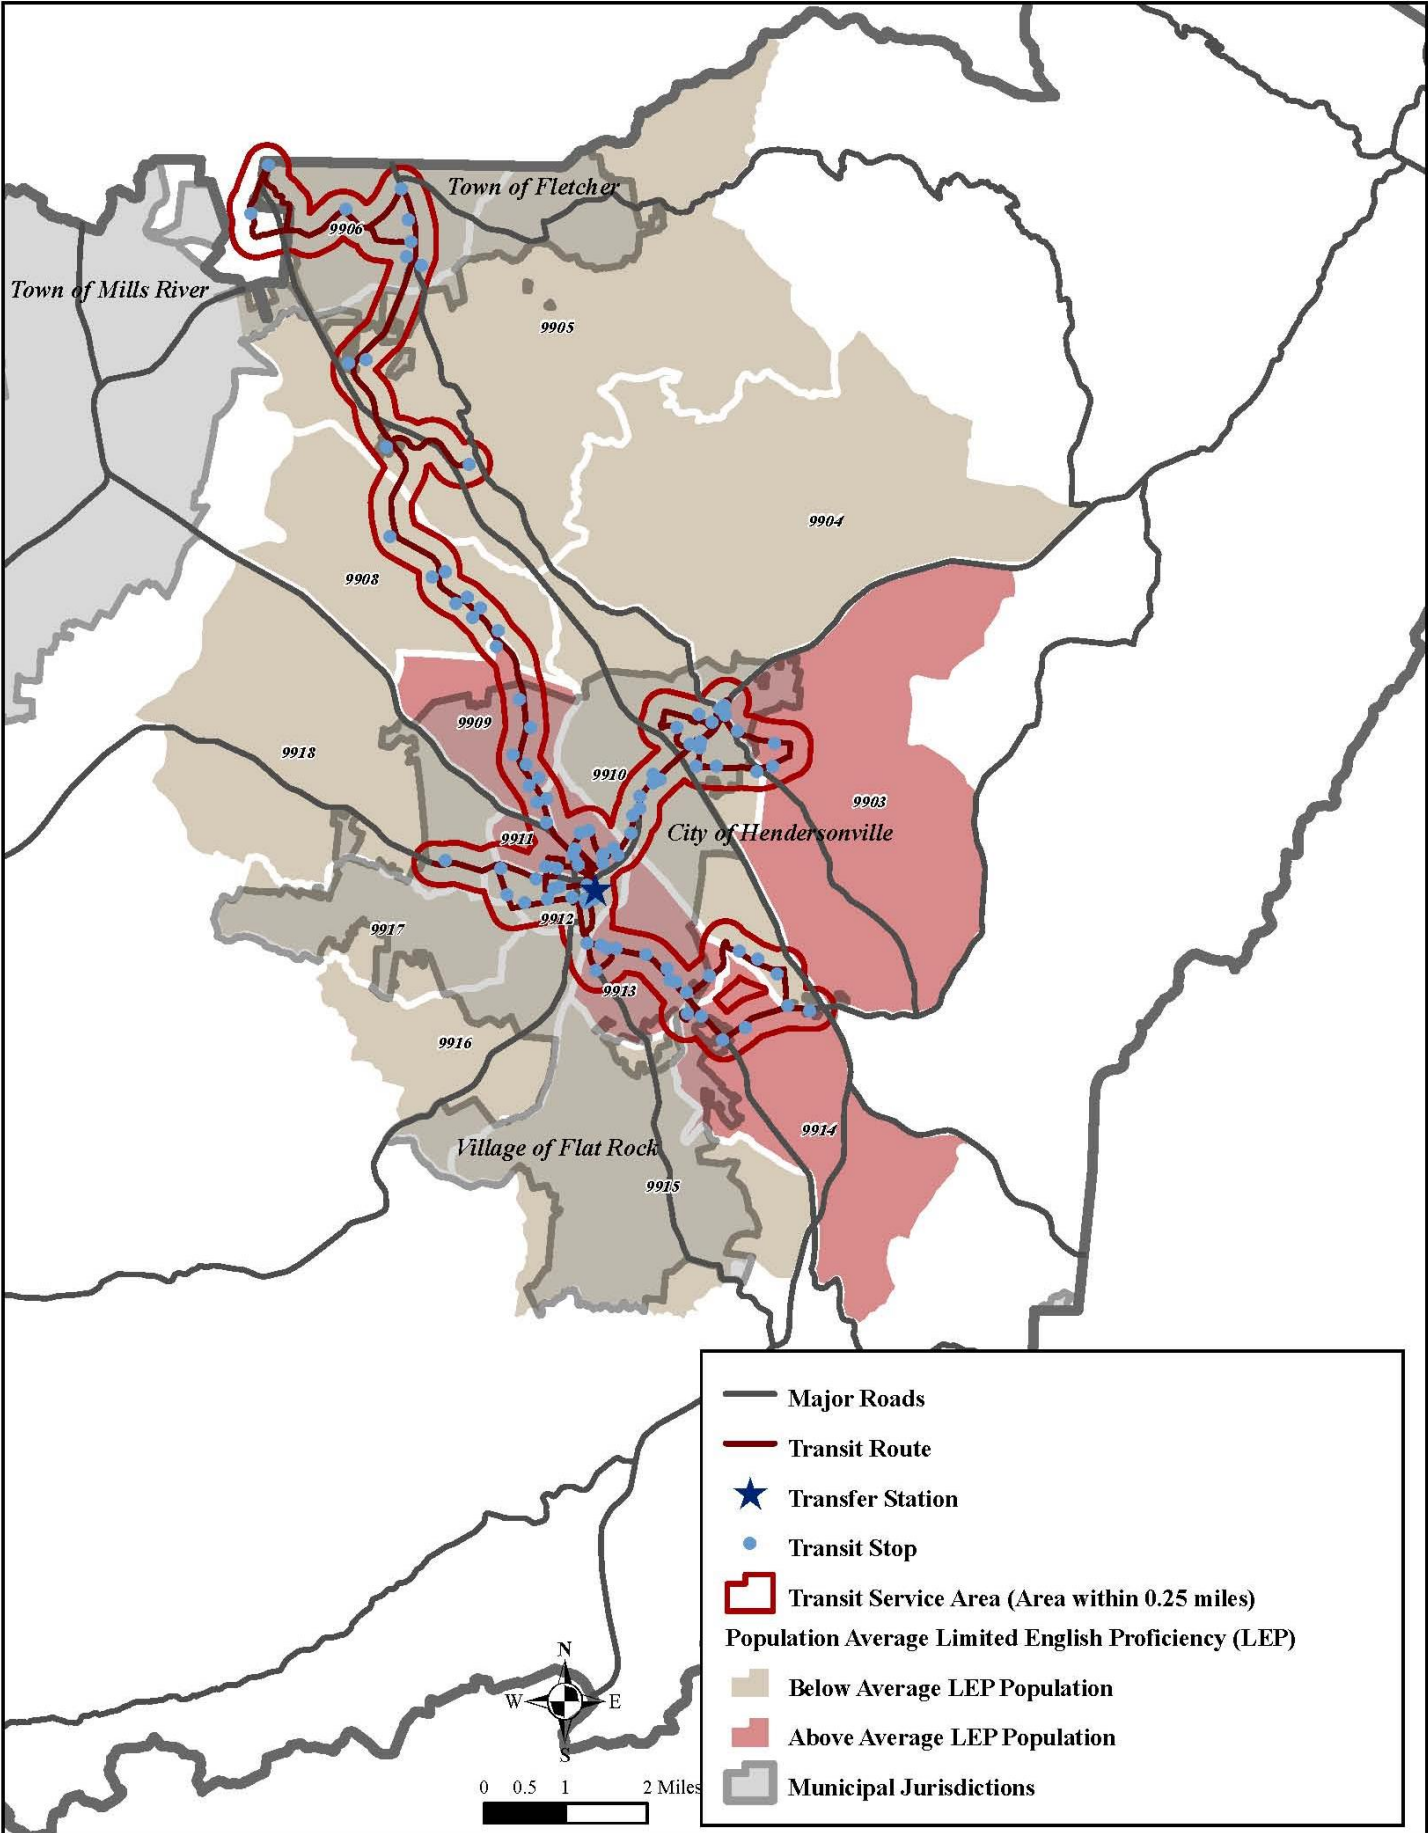 Town of Fletcher
9906
Town of Mills River
9905
9904
9908
9909
9918
9910
9903
City of Hendersonville
9911
9912
9917
9913
9916
9914
Village of Flat Rock
9915
Major Roads
Transit Route
Transfer Station
Transit Stop
Transit Service Area (Area within 0.25 miles)
Population Average Limited English Proficiency (LEP)
Below Average LEP Population
Above Average LEP Population
Municipal Jurisdictions
N
W E
S
0 0.5 1 2 Miles